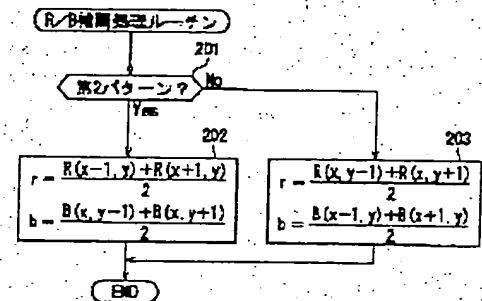 R/B補間処理ルーチン
201
第2パターン?
No
Yes
202
r = R(x-1, y)+R(x+1, y) / 2
b = B(x, y-1)+B(x, y+1) / 2
203
r = R(x, y-1)+R(x, y+1) / 2
b = B(x-1, y)+B(x+1, y) / 2
END